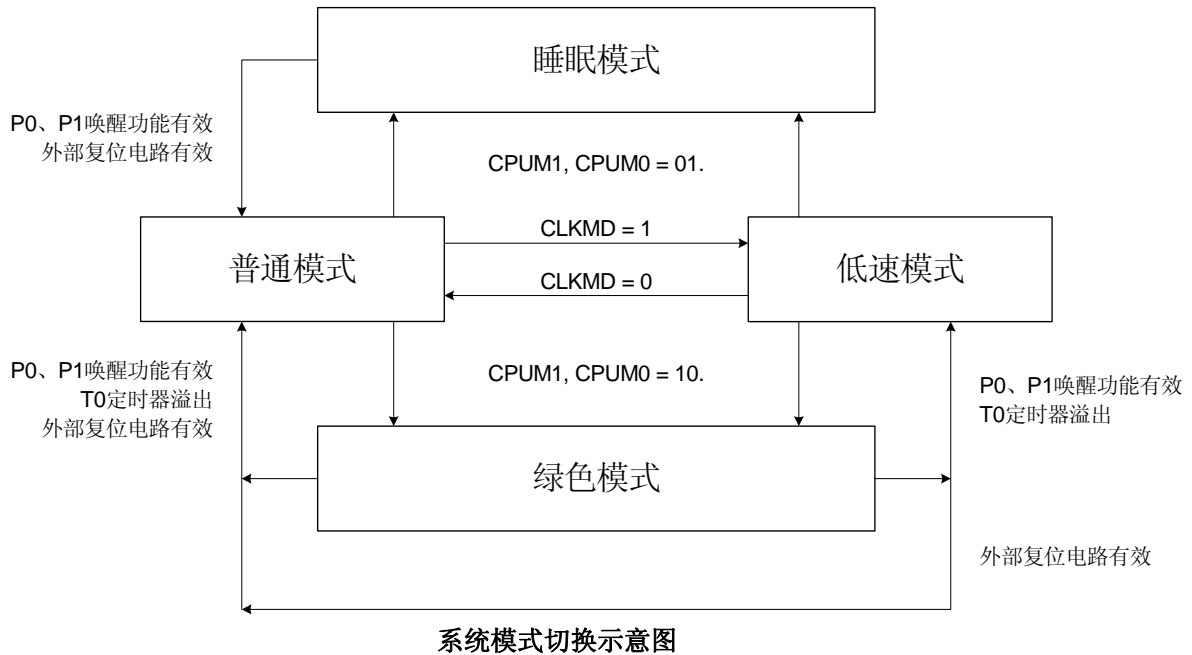 睡眠模式
P0、P1唤醒功能有效
外部复位电路有效
CPUM1, CPUM0 = 01.
普通模式
CLKMD = 1
CLKMD = 0
低速模式
P0、P1唤醒功能有效
T0定时器溢出
外部复位电路有效
CPUM1, CPUM0 = 10.
P0、P1唤醒功能有效
T0定时器溢出
绿色模式
外部复位电路有效
系统模式切换示意图